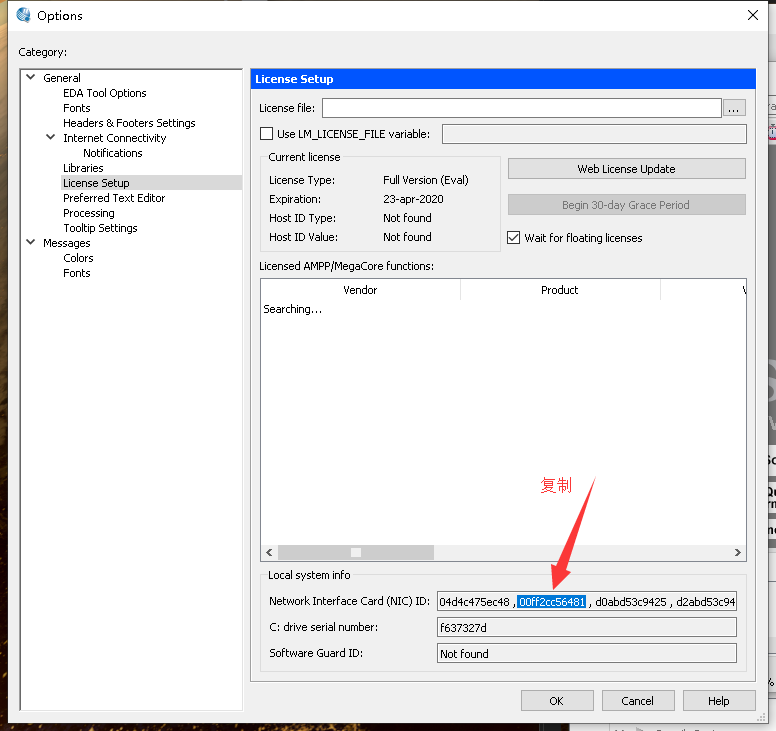 Options
Category:
General
EDA Tool Options
Fonts
Headers & Footers Settings
Internet Connectivity
Notifications
Libraries
License Setup
Preferred Text Editor
Processing
Tooltip Settings
Messages
Colors
Fonts
License Setup
License file:
...
Use LM_LICENSE_FILE variable:
Current license
License Type: Full Version (Eval)
Expiration: 23-apr-2020
Host ID Type: Not found
Host ID Value: Not found
Web License Update
Begin 30-day Grace Period
Wait for floating licenses
Licensed AMPP/MegaCore functions:
Vendor Product
Searching...
复制
Local system info
Network Interface Card (NIC) ID: 04d4c475ec48 , 00ff2cc56481 , d0abd53c9425 , d2abd53c94
C: drive serial number: f637327d
Software Guard ID: Not found
OK Cancel Help